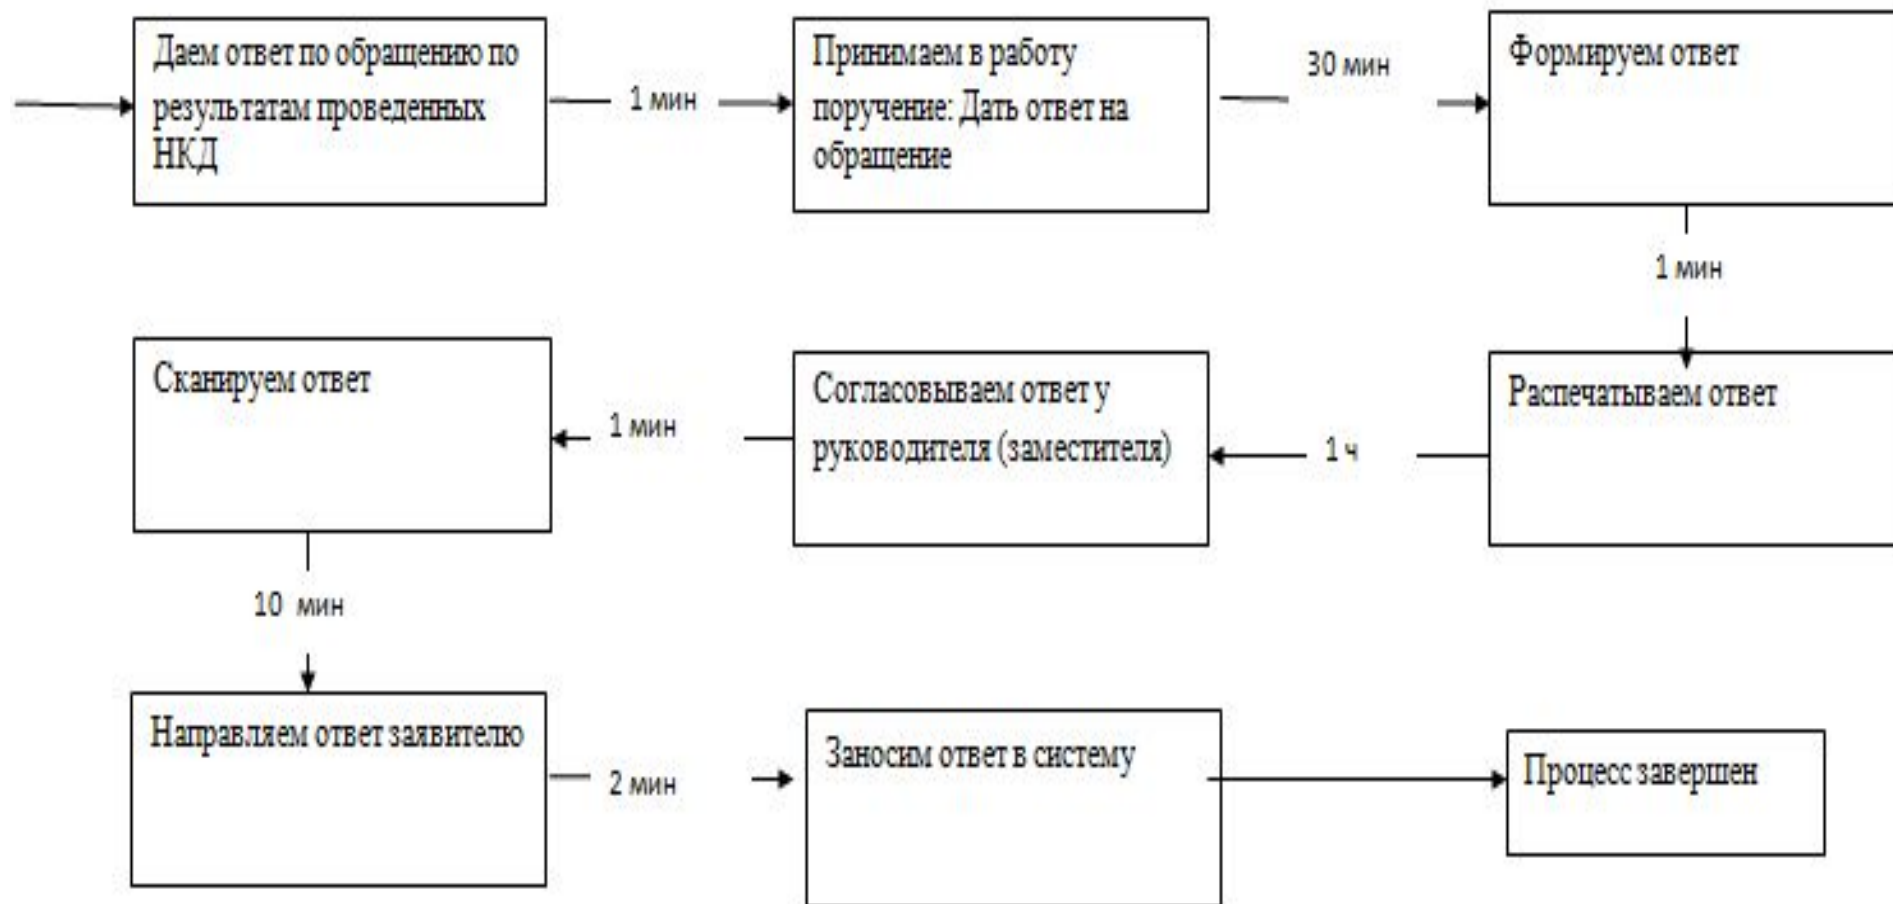 Даем ответ по обращению по
результатам проведенных
НКД
1 мин
Принимаем в работу
поручение: Дать ответ на
обращение
30 мин
Формируем ответ
1 мин
Распечатываем ответ
1 ч
Согласовываем ответ у
руководителя (заместителя)
1 мин
Сканируем ответ
10 мин
Направляем ответ заявителю
2 мин
Заносим ответ в систему
Процесс завершен